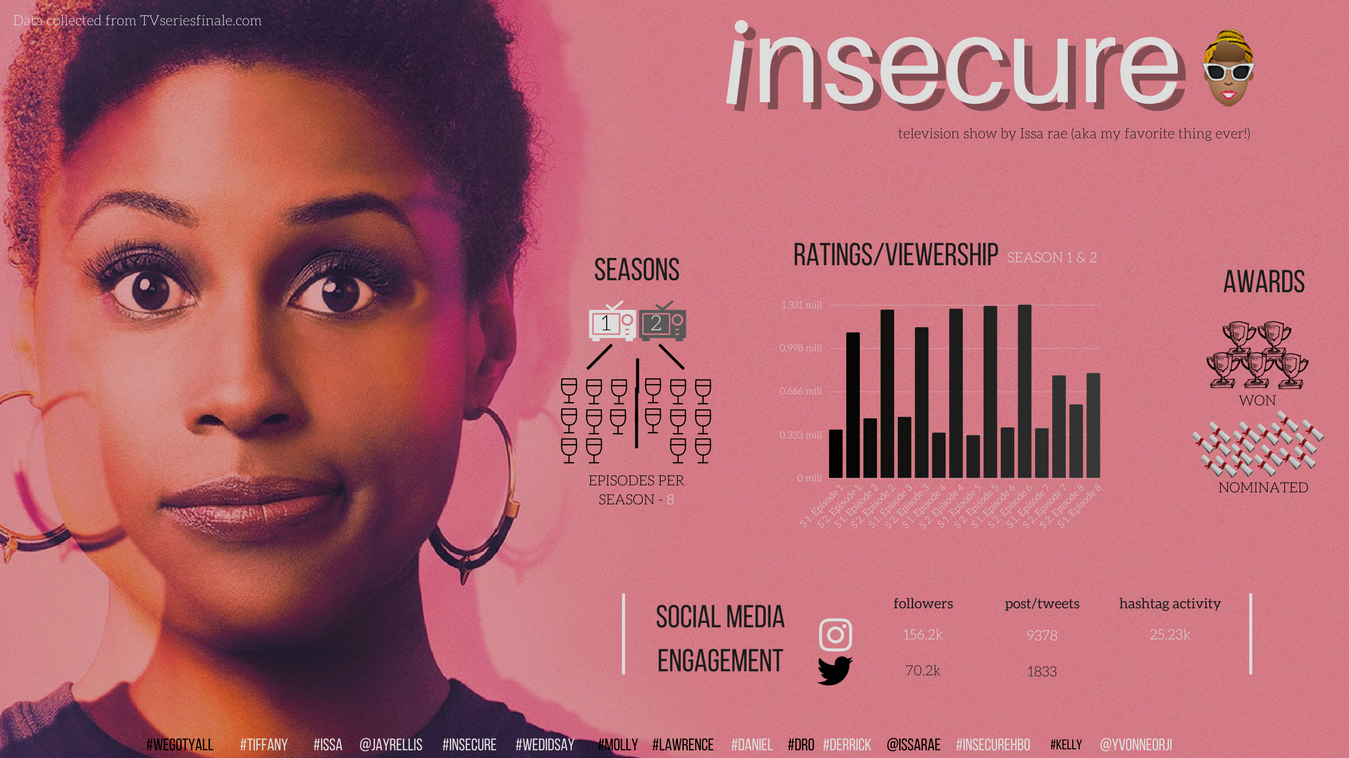 Data collected from TVseriesfinale.com
insecure
television show by Issa rae (aka my favorite thing ever!)
SEASONS
1 2
EPISODES PER
SEASON - 8
RATINGS/VIEWERSHIP SEASON 1 & 2
1.331 mill
0.998 mill
0.666 mill
0.333 mill
0 mill
S1. Episode 1
S2. Episode 1
S1. Episode 2
S2. Episode 2
S1. Episode 3
S2. Episode 3
S1. Episode 4
S2. Episode 4
S1. Episode 5
S2. Episode 5
S1. Episode 6
S2. Episode 6
S1. Episode 7
S2. Episode 7
S2. Episode 8
S1. Episode 8
AWARDS
WON
NOMINATED
SOCIAL MEDIA
ENGAGEMENT
followers post/tweets hashtag activity
156.2k 9378 25.23k
70.2k 1833
#WEGOTYALL #TIFFANY #ISSA @JAYRELLIS #INSECURE #WEDIDSAY #MOLLY #LAWRENCE #DANIEL #DRO #DERRICK @ISSARAE #INSECUREHBO #KELLY @YVONNEORJI